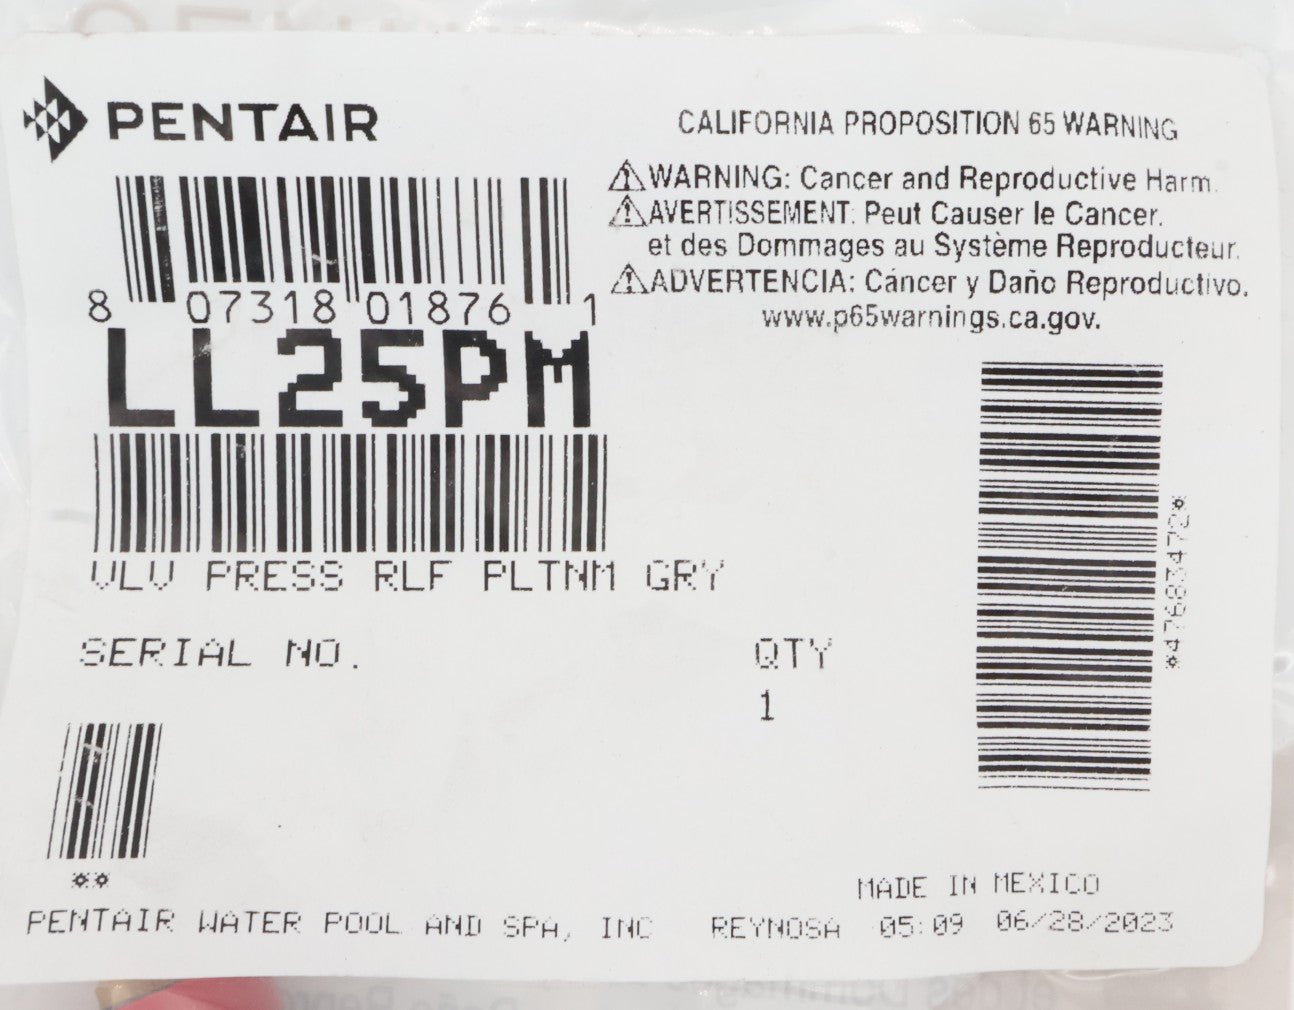 PENTAIR
8 07318 01876 1
LL25PM
VLV PRESS RLF PLTNM GRY
SERIAL NO.
QTY
1
**
CALIFORNIA PROPOSITION 65 WARNING
WARNING: Cancer and Reproductive Harm.
AVERTISSEMENT: Peut Causer le Cancer.
et des Dommages au Système Reproducteur.
ADVERTENCIA: Cáncer y Daño Reproductivo.
www.p65warnings.ca.gov.
*47683472*
MADE IN MEXICO
PENTAIR WATER POOL AND SPA, INC REYNOSA 05:09 06/28/2023